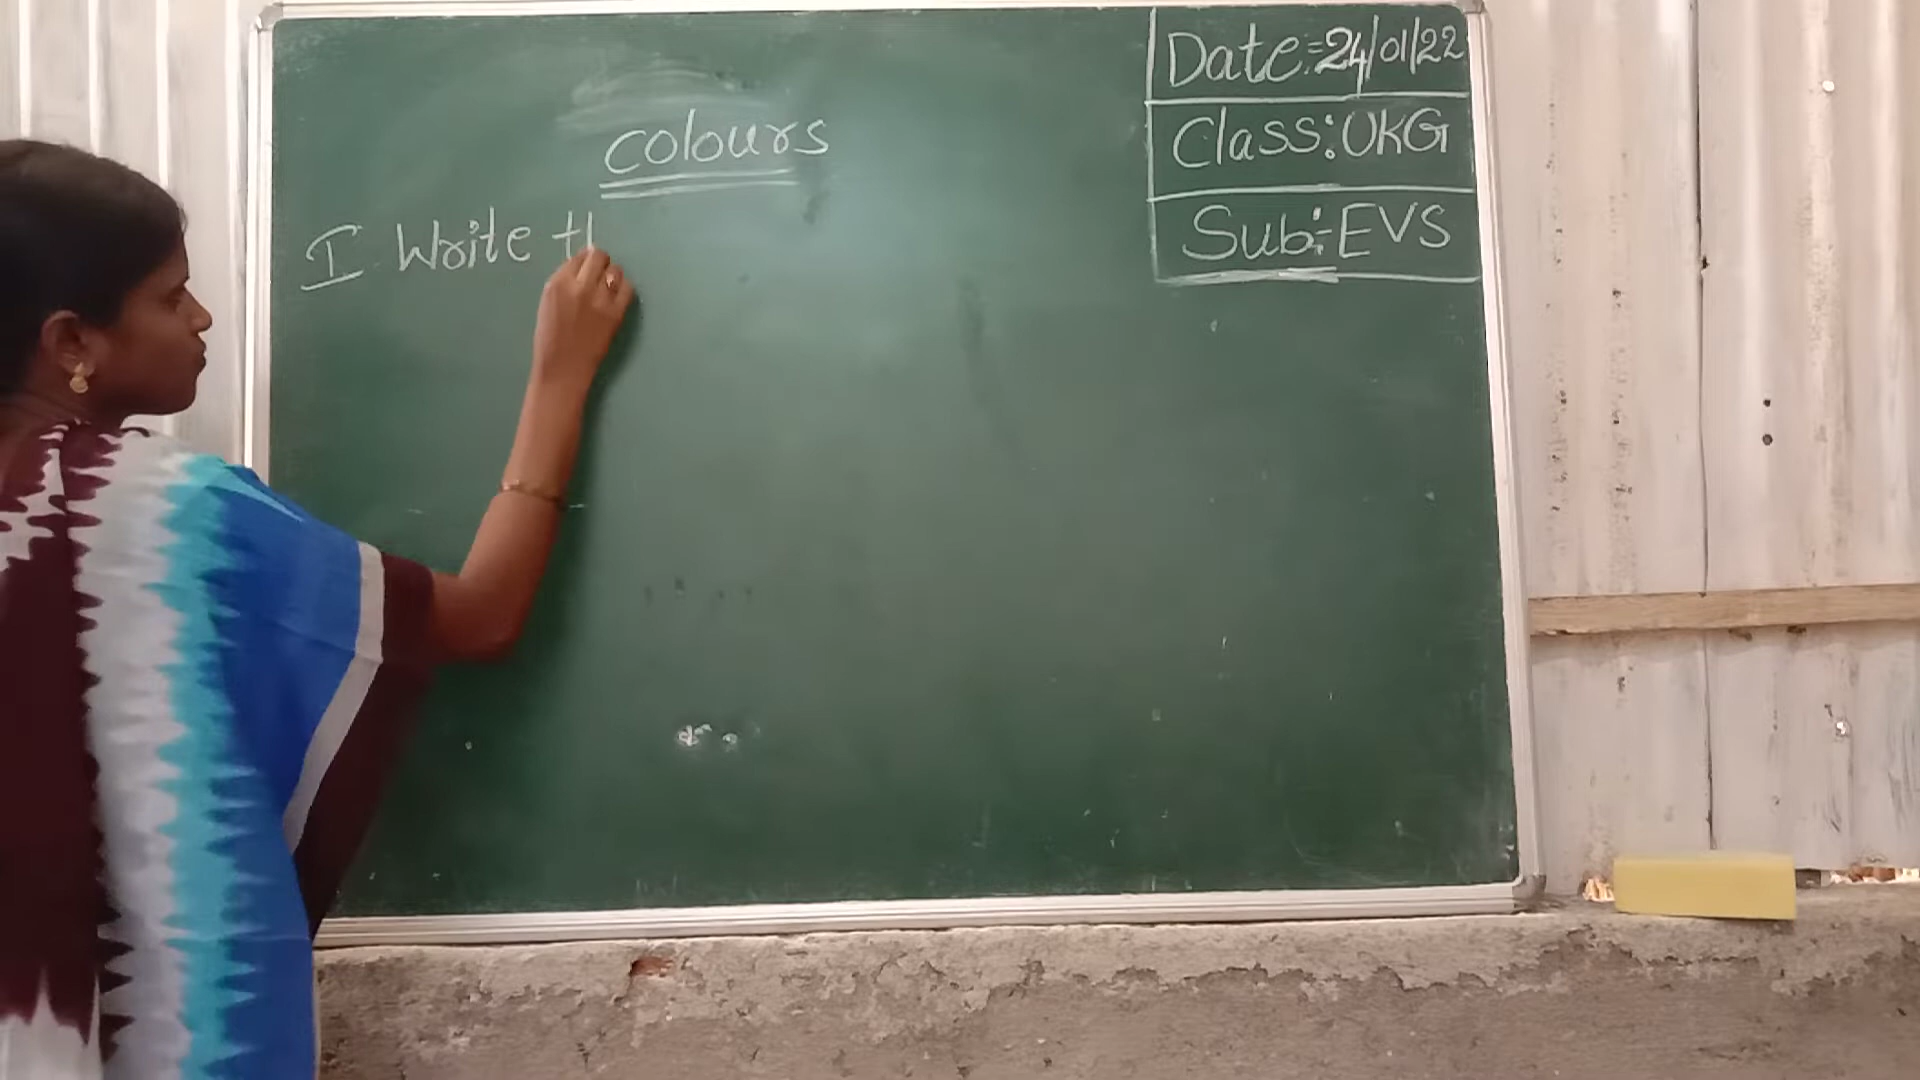 Date:=24/01/22
Class:UKG
Sub:-EVS
colours
I Write th